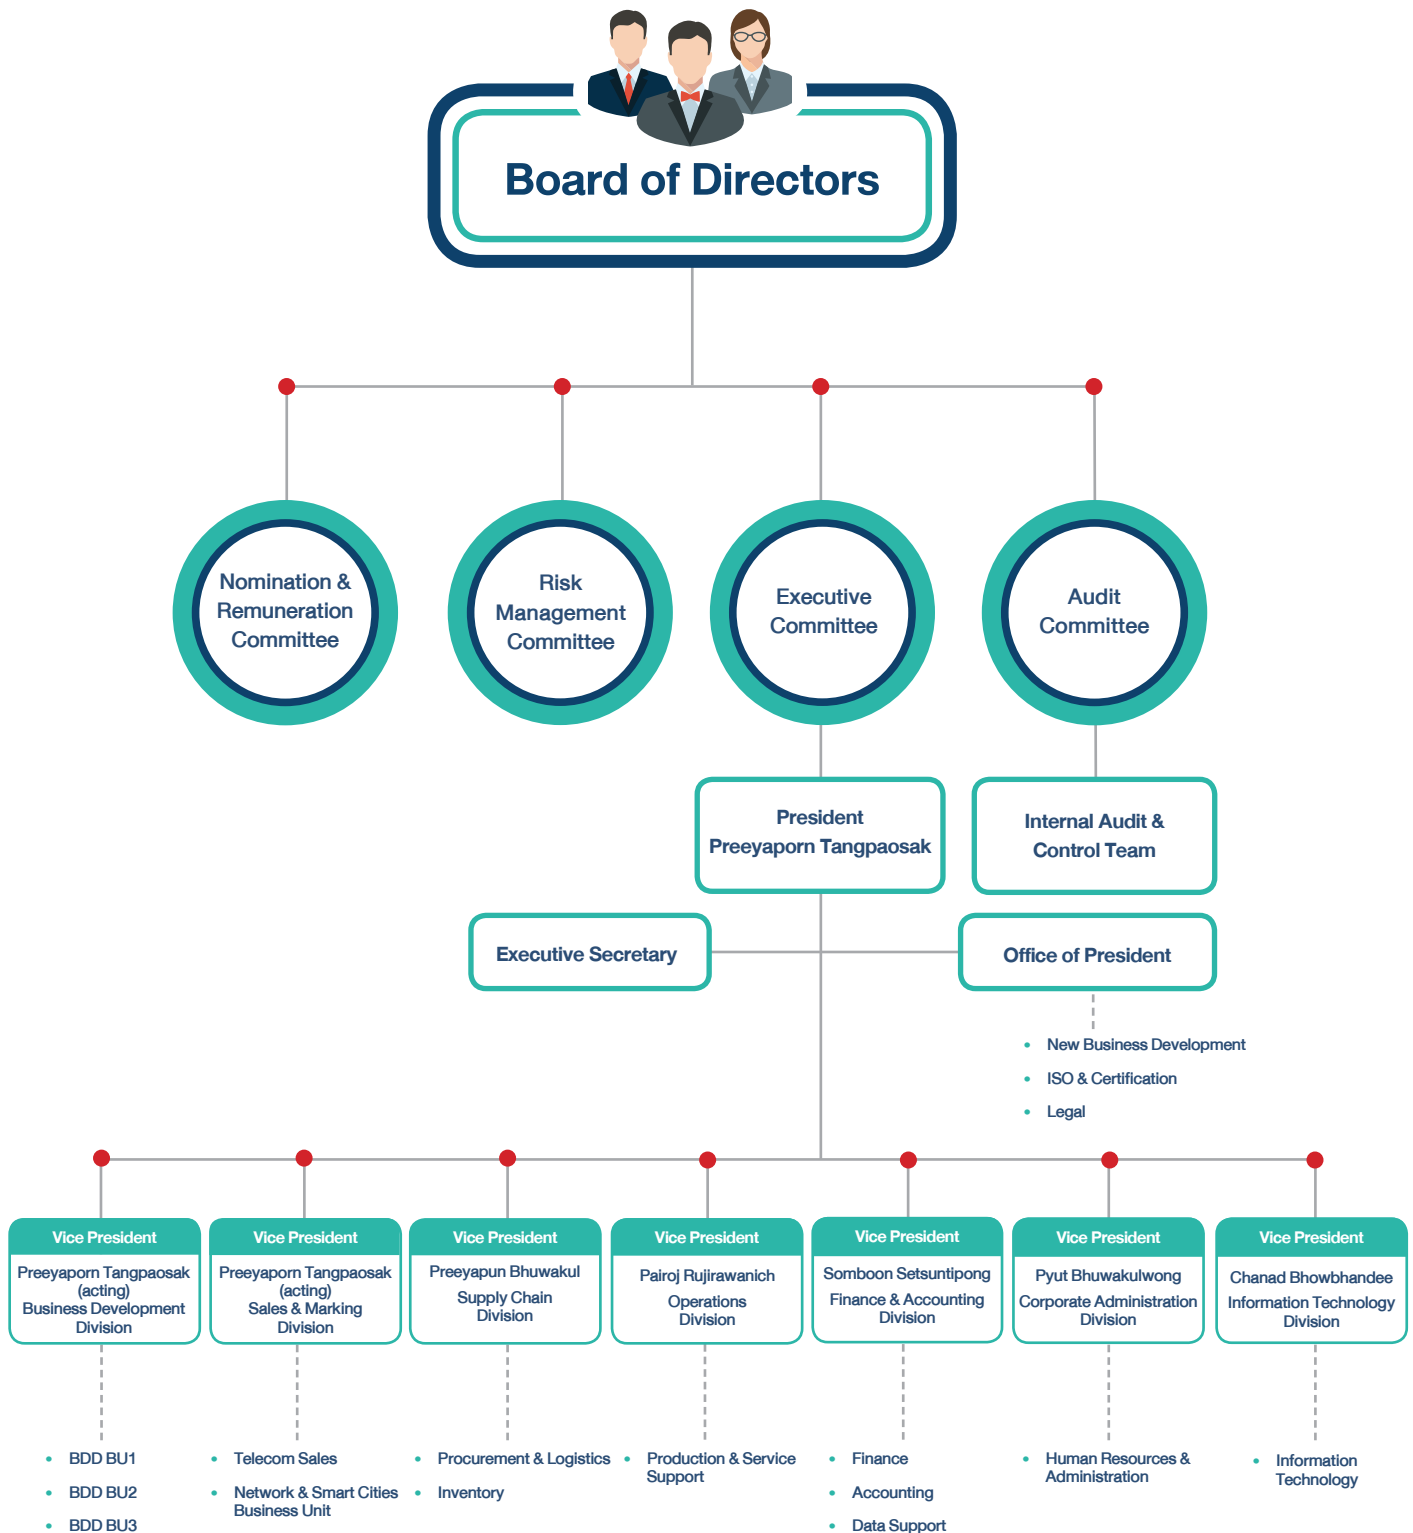 Board of Directors
Nomination &
Remuneration
Committee
Risk
Management
Committee
Executive
Committee
Audit
Committee
President
Preeyaporn Tangpaosak
Internal Audit &
Control Team
Executive Secretary
Office of President
• New Business Development
• ISO & Certification
• Legal
Vice President
Preeyaporn Tangpaosak
(acting)
Business Development
Division
• BDD BU1
• BDD BU2
• BDD BU3
Vice President
Preeyaporn Tangpaosak
(acting)
Sales & Marking
Division
• Telecom Sales
• Network & Smart Cities
Business Unit
Vice President
Preeyapun Bhuwakul
Supply Chain
Division
• Procurement & Logistics
• Inventory
Vice President
Pairoj Rujirawanich
Operations
Division
• Production & Service
Support
Vice President
Somboon Setsuntipong
Finance & Accounting
Division
• Finance
• Accounting
• Data Support
Vice President
Pyut Bhuwakulwong
Corporate Administration
Division
• Human Resources &
Administration
Vice President
Chanad Bhowbhandee
Information Technology
Division
• Information
Technology